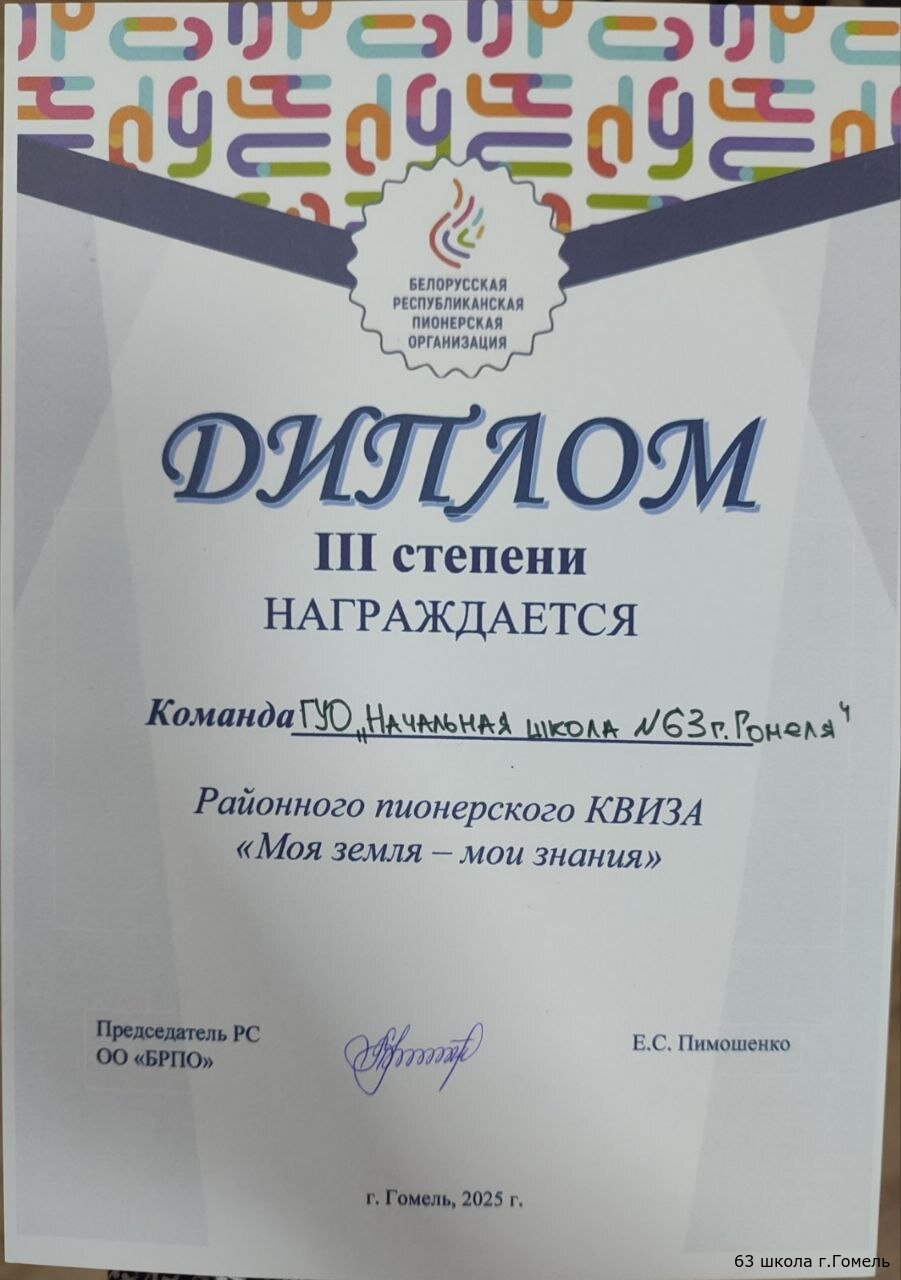 БЕЛОРУССКАЯ
РЕСПУБЛИКАНСКАЯ
ПИОНЕРСКАЯ
ОРГАНИЗАЦИЯ
ДИПЛОМ
III степени
НАГРАЖДАЕТСЯ
Команда ГУО „Начальная школа №63 г. Гомеля"
Районного пионерского КВИЗА
«Моя земля – мои знания»
Председатель РС
ОО «БРПО»
Е.С. Пимошенко
г. Гомель, 2025 г.
63 школа г.Гомель